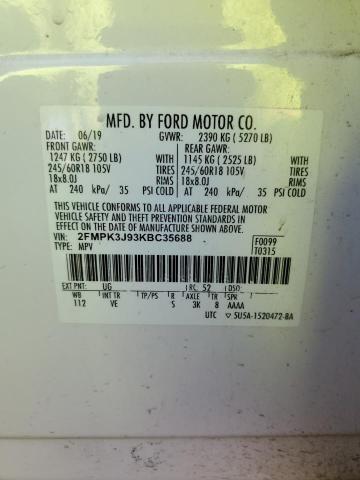 MFD. BY FORD MOTOR CO.
DATE: 06/19 GVWR: 2390 KG ( 5270 LB)
FRONT GAWR: REAR GAWR:
1247 KG ( 2750 LB) WITH 1145 KG ( 2525 LB) WITH
245/60R18 105V TIRES 245/60R18 105V TIRES
18x8.0J RIMS 18x8.0J RIMS
AT 240 kPa/ 35 PSI COLD AT 240 kPa/ 35 PSI COLD
THIS VEHICLE CONFORMS TO ALL APPLICABLE FEDERAL MOTOR
VEHICLE SAFETY AND THEFT PREVENTION STANDARDS IN EFFECT
ON THE DATE OF MANUFACTURE SHOWN ABOVE.
VIN: 2FMPK3J93KBC35688 F0099
TYPE: MPV T0315
EXT PNT: UG RC: 52 DSO:
WB TP/PS R AX TR SPR
112 VE S 3K 8 AAAA
UTC 5U5A-1520472-BA